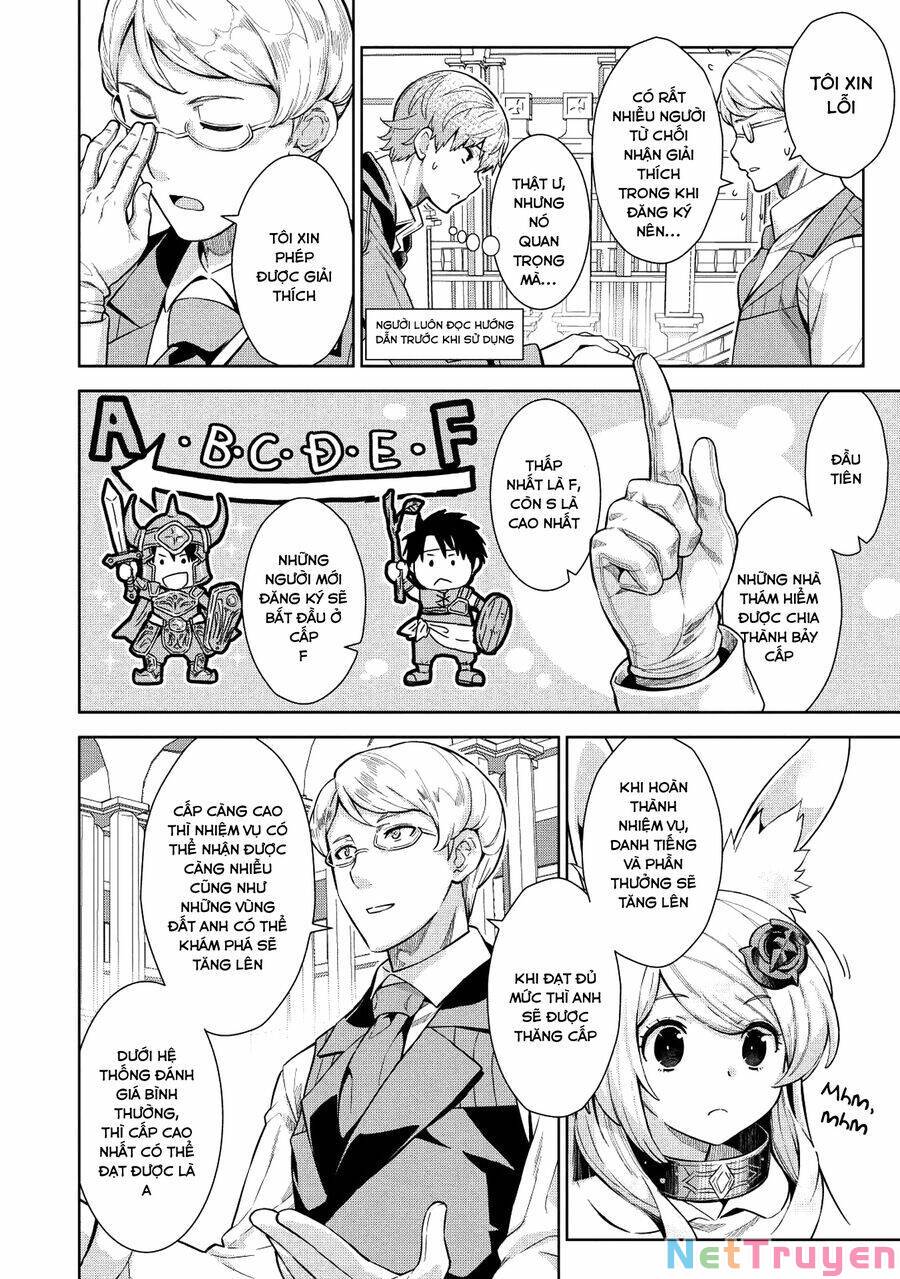 TÔI XIN
LỖI
CÓ RẤT
NHIỀU NGƯỜI
TỪ CHỐI
NHẬN GIẢI
THÍCH
TRONG KHI
ĐĂNG KÝ
NÊN...
THẬT Ư,
NHƯNG
NÓ
QUAN
TRỌNG
MÀ...
NGƯỜI LUÔN ĐỌC HƯỚNG
DẪN TRƯỚC KHI SỬ DỤNG
TÔI XIN
PHÉP
ĐƯỢC GIẢI
THÍCH
ĐẦU
TIÊN
NHỮNG NHÀ
THÁM HIỂM
ĐƯỢC CHIA
THÀNH BẢY
CẤP
THẤP
NHẤT LÀ F,
CÒN S LÀ
CAO NHẤT
A·B·C·Đ·E·F
NHỮNG
NGƯỜI MỚI
ĐĂNG KÝ SẼ
BẮT ĐẦU Ở
CẤP
F
KHI HOÀN
THÀNH
NHIỆM VỤ,
DANH TIẾNG
VÀ PHẦN
THƯỞNG SẼ
TĂNG LÊN
MHM,
MHM
KHI ĐẠT ĐỦ
MỨC THÌ ANH
SẼ ĐƯỢC
THĂNG CẤP
CẤP CÀNG CAO
THÌ NHIỆM VỤ CÓ
THỂ NHẬN ĐƯỢC
CÀNG NHIỀU
CŨNG NHƯ
NHỮNG VÙNG
ĐẤT ANH CÓ THỂ
KHÁM PHÁ SẼ
TĂNG LÊN
DƯỚI HỆ
THỐNG ĐÁNH
GIÁ BÌNH
THƯỜNG,
THÌ CẤP CAO
NHẤT CÓ THỂ
ĐẠT ĐƯỢC LÀ
A
NetTruyen